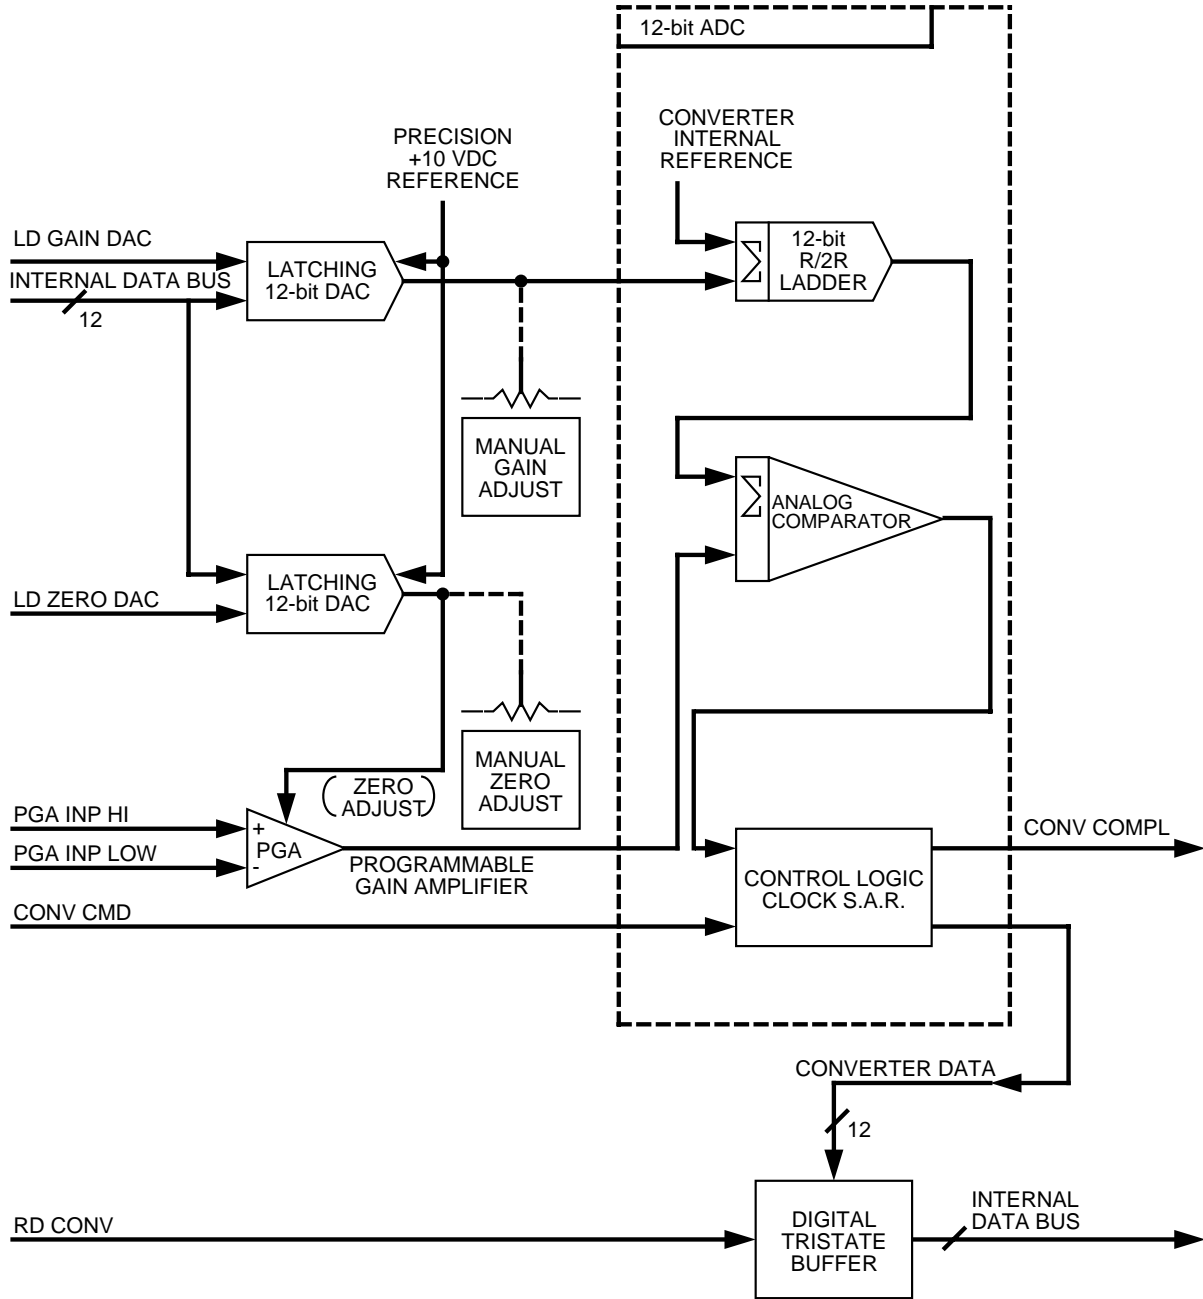 12-bit ADC
CONVERTER
INTERNAL
REFERENCE
PRECISION
+10 VDC
REFERENCE
LD GAIN DAC
INTERNAL DATA BUS
12
LATCHING
12-bit DAC
Σ
12-bit
R/2R
LADDER
MANUAL
GAIN
ADJUST
Σ
ANALOG
COMPARATOR
LATCHING
12-bit DAC
LD ZERO DAC
MANUAL
ZERO
ADJUST
(ZERO
ADJUST)
PGA INP HI
PGA INP LOW
+
PGA
-
PROGRAMMABLE
GAIN AMPLIFIER
CONV CMD
CONTROL LOGIC
CLOCK S.A.R.
CONV COMPL
CONVERTER DATA
12
RD CONV
DIGITAL
TRISTATE
BUFFER
INTERNAL
DATA BUS